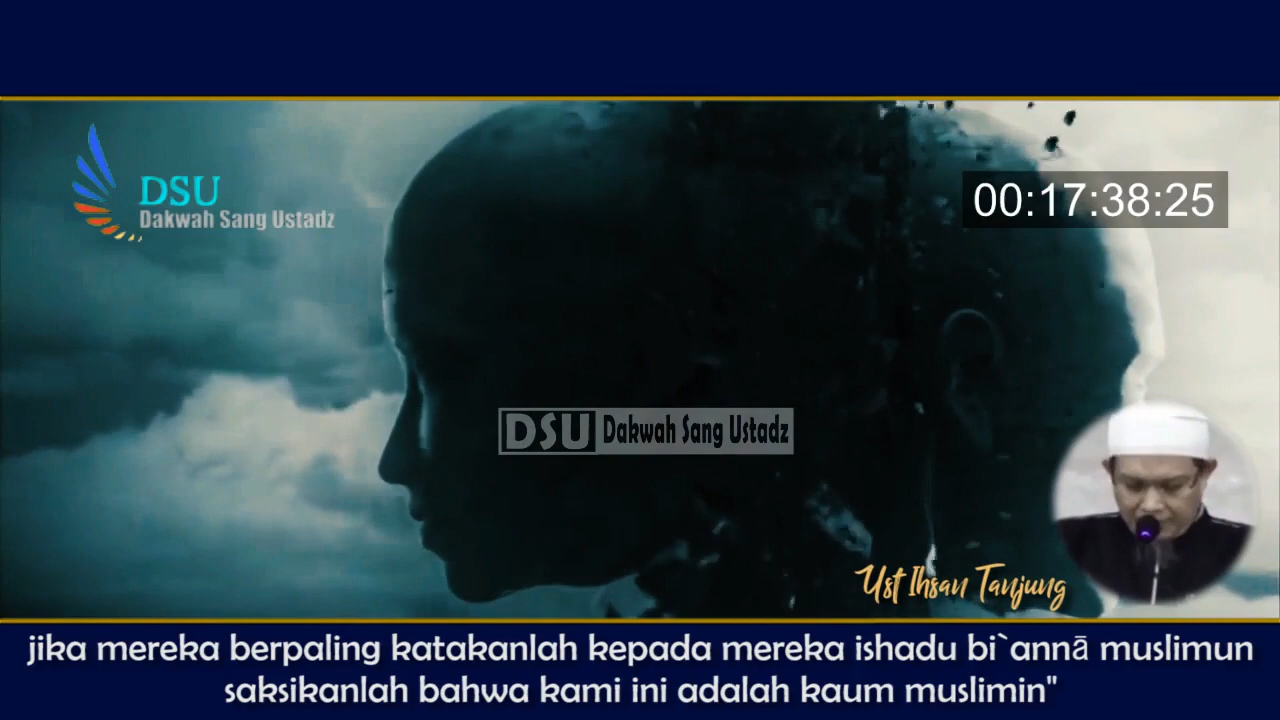 DSU
Dakwah Sang Ustadz
00:17:38:25
DSU Dakwah Sang Ustadz
Ust Ihsan Tanjung
jika mereka berpaling katakanlah kepada mereka ishadu bi`annā muslimun
saksikanlah bahwa kami ini adalah kaum muslimin"